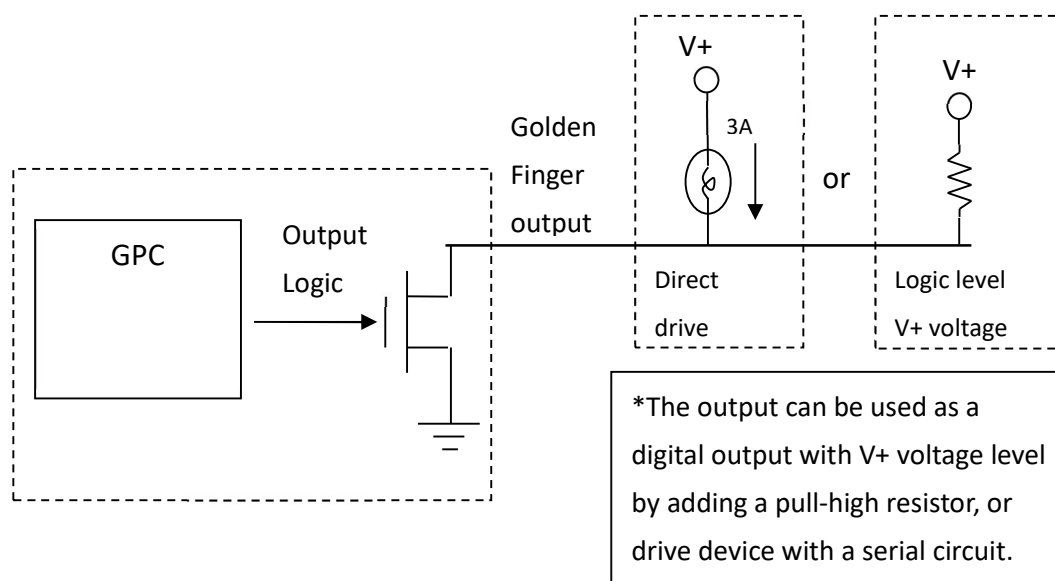 GPC
Output
Logic
Golden
Finger
output
V+
3A
Direct
drive
or
V+
Logic level
V+ voltage
*The output can be used as a
digital output with V+ voltage level
by adding a pull-high resistor, or
drive device with a serial circuit.